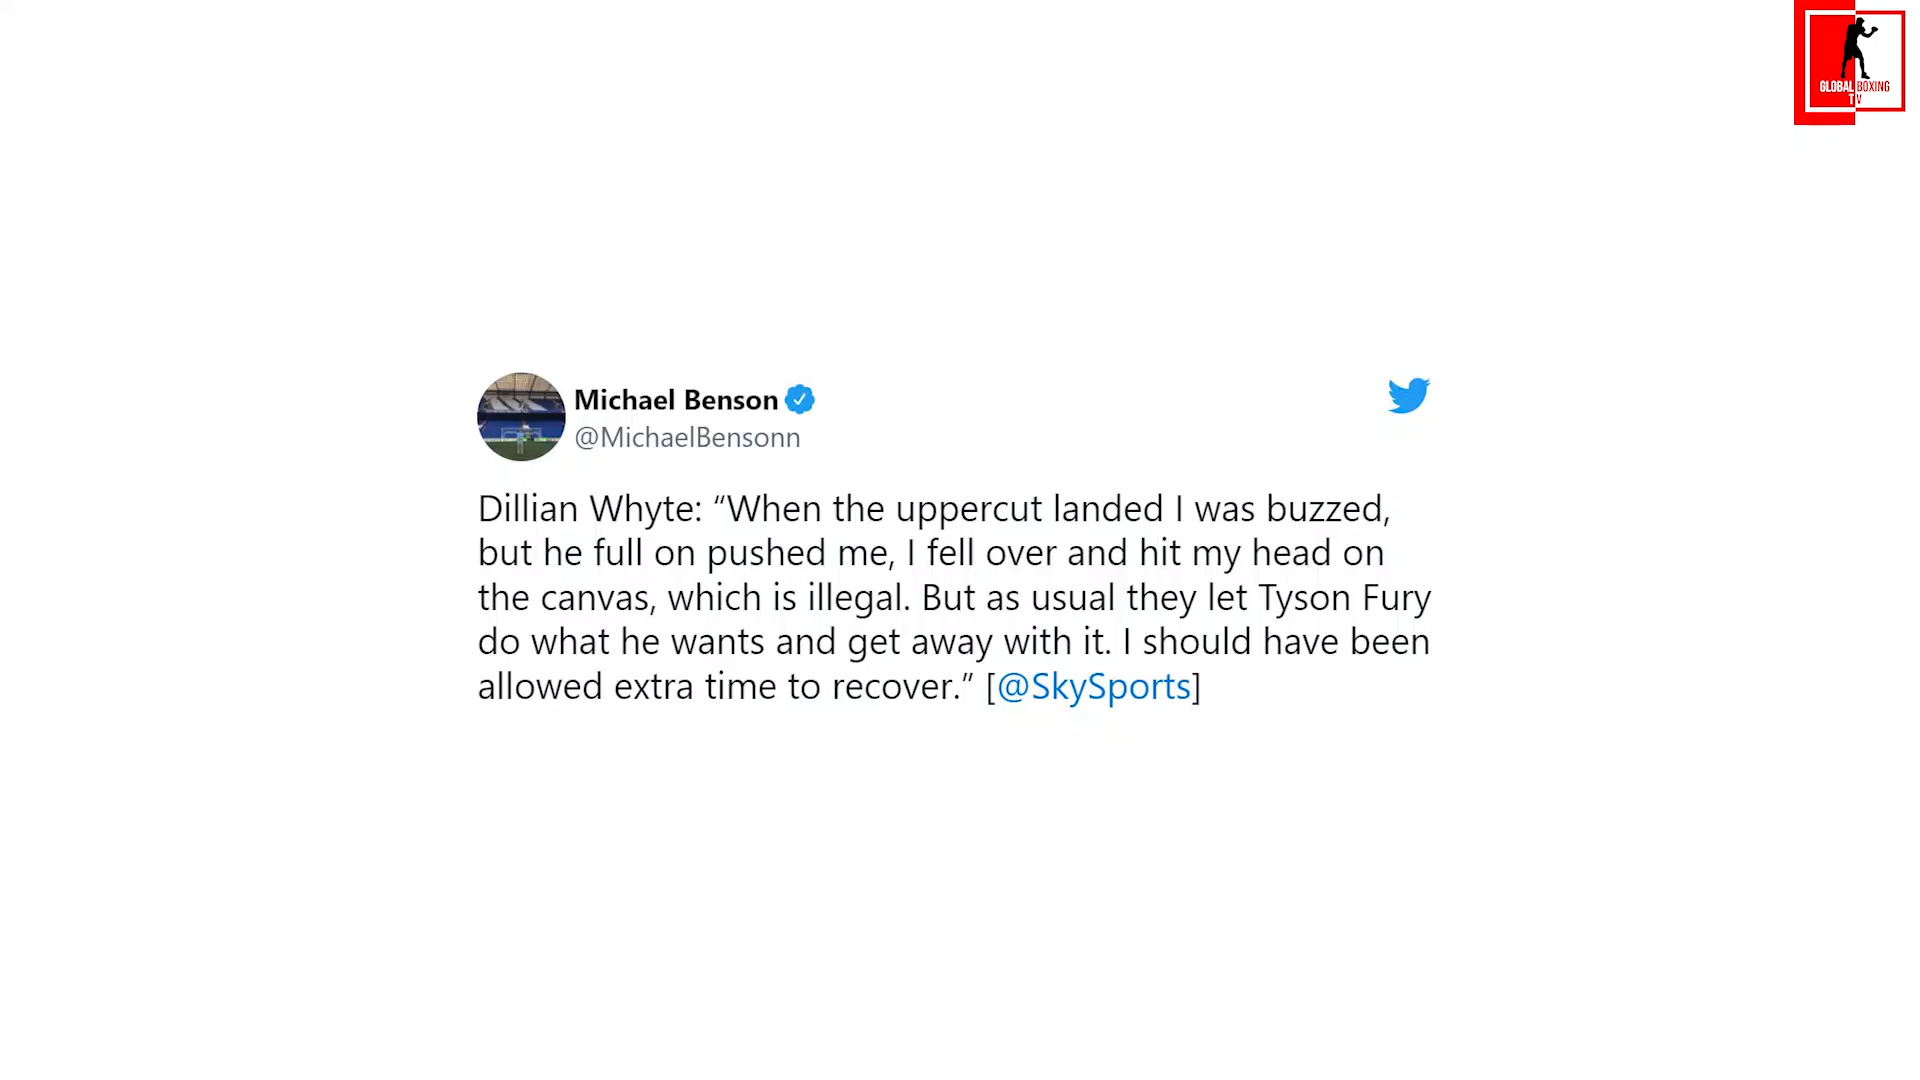 GLOBAL BOXING
TV
Michael Benson
@MichaelBensonn
Dillian Whyte: “When the uppercut landed I was buzzed,
but he full on pushed me, I fell over and hit my head on
the canvas, which is illegal. But as usual they let Tyson Fury
do what he wants and get away with it. I should have been
allowed extra time to recover.” [@SkySports]